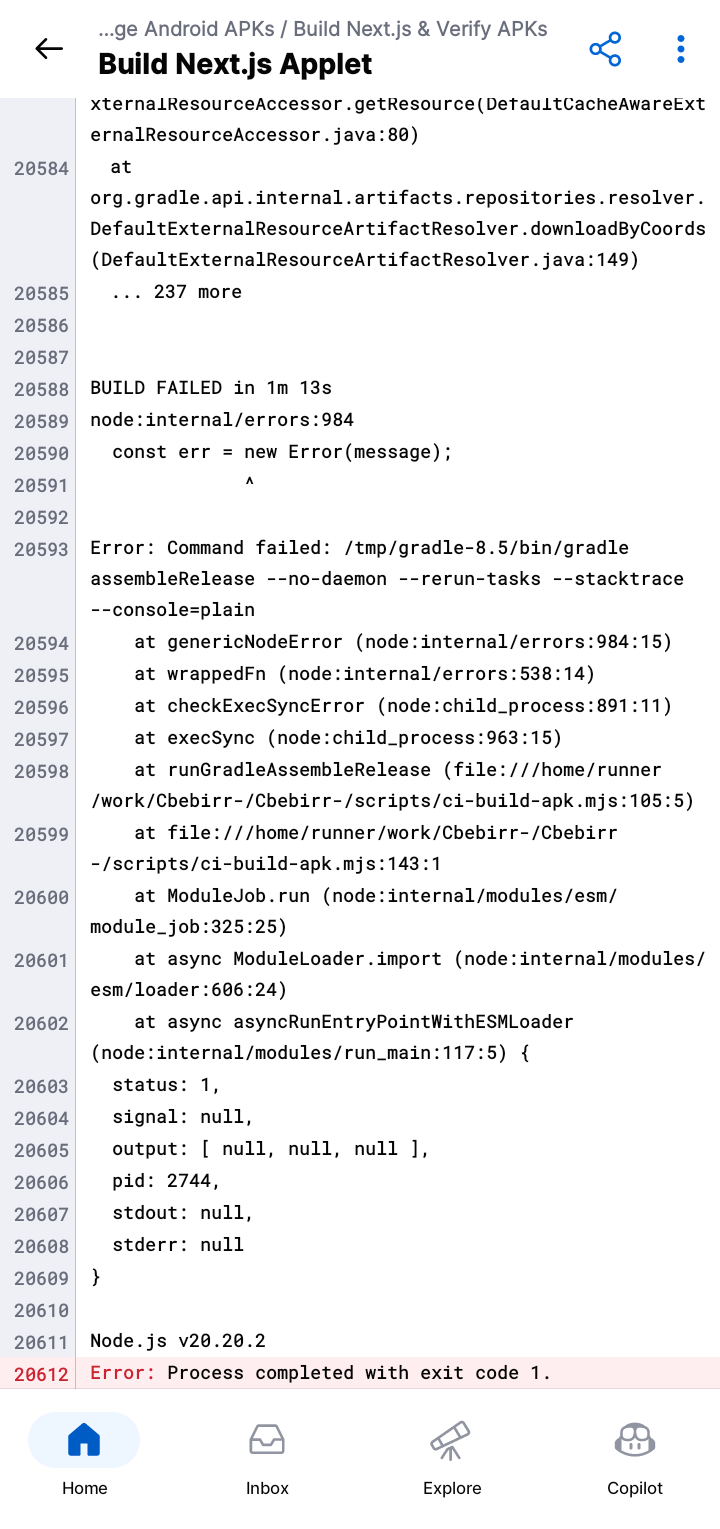 ...ge Android APKs / Build Next.js & Verify APKs
Build Next.js Applet
xternalResourceAccessor.getResource(DefaultCacheAwareExt
ernalResourceAccessor.java:80)
20584 at
org.gradle.api.internal.artifacts.repositories.resolver.
DefaultExternalResourceArtifactResolver.downloadByCoords
(DefaultExternalResourceArtifactResolver.java:149)
20585 ... 237 more
20586
20587
20588 BUILD FAILED in 1m 13s
20589 node:internal/errors:984
20590 const err = new Error(message);
20591 ^
20592
20593 Error: Command failed: /tmp/gradle-8.5/bin/gradle
assembleRelease --no-daemon --rerun-tasks --stacktrace
--console=plain
20594 at genericNodeError (node:internal/errors:984:15)
20595 at wrappedFn (node:internal/errors:538:14)
20596 at checkExecSyncError (node:child_process:891:11)
20597 at execSync (node:child_process:963:15)
20598 at runGradleAssembleRelease (file:///home/runner
/work/Cbebirr-/Cbebirr-/scripts/ci-build-apk.mjs:105:5)
20599 at file:///home/runner/work/Cbebirr-/Cbebirr
-/scripts/ci-build-apk.mjs:143:1
20600 at ModuleJob.run (node:internal/modules/esm/
module_job:325:25)
20601 at async ModuleLoader.import (node:internal/modules/
esm/loader:606:24)
20602 at async asyncRunEntryPointWithESMLoader
(node:internal/modules/run_main:117:5) {
20603 status: 1,
20604 signal: null,
20605 output: [ null, null, null ],
20606 pid: 2744,
20607 stdout: null,
20608 stderr: null
20609 }
20610
20611 Node.js v20.20.2
20612 Error: Process completed with exit code 1.
Home Inbox Explore Copilot